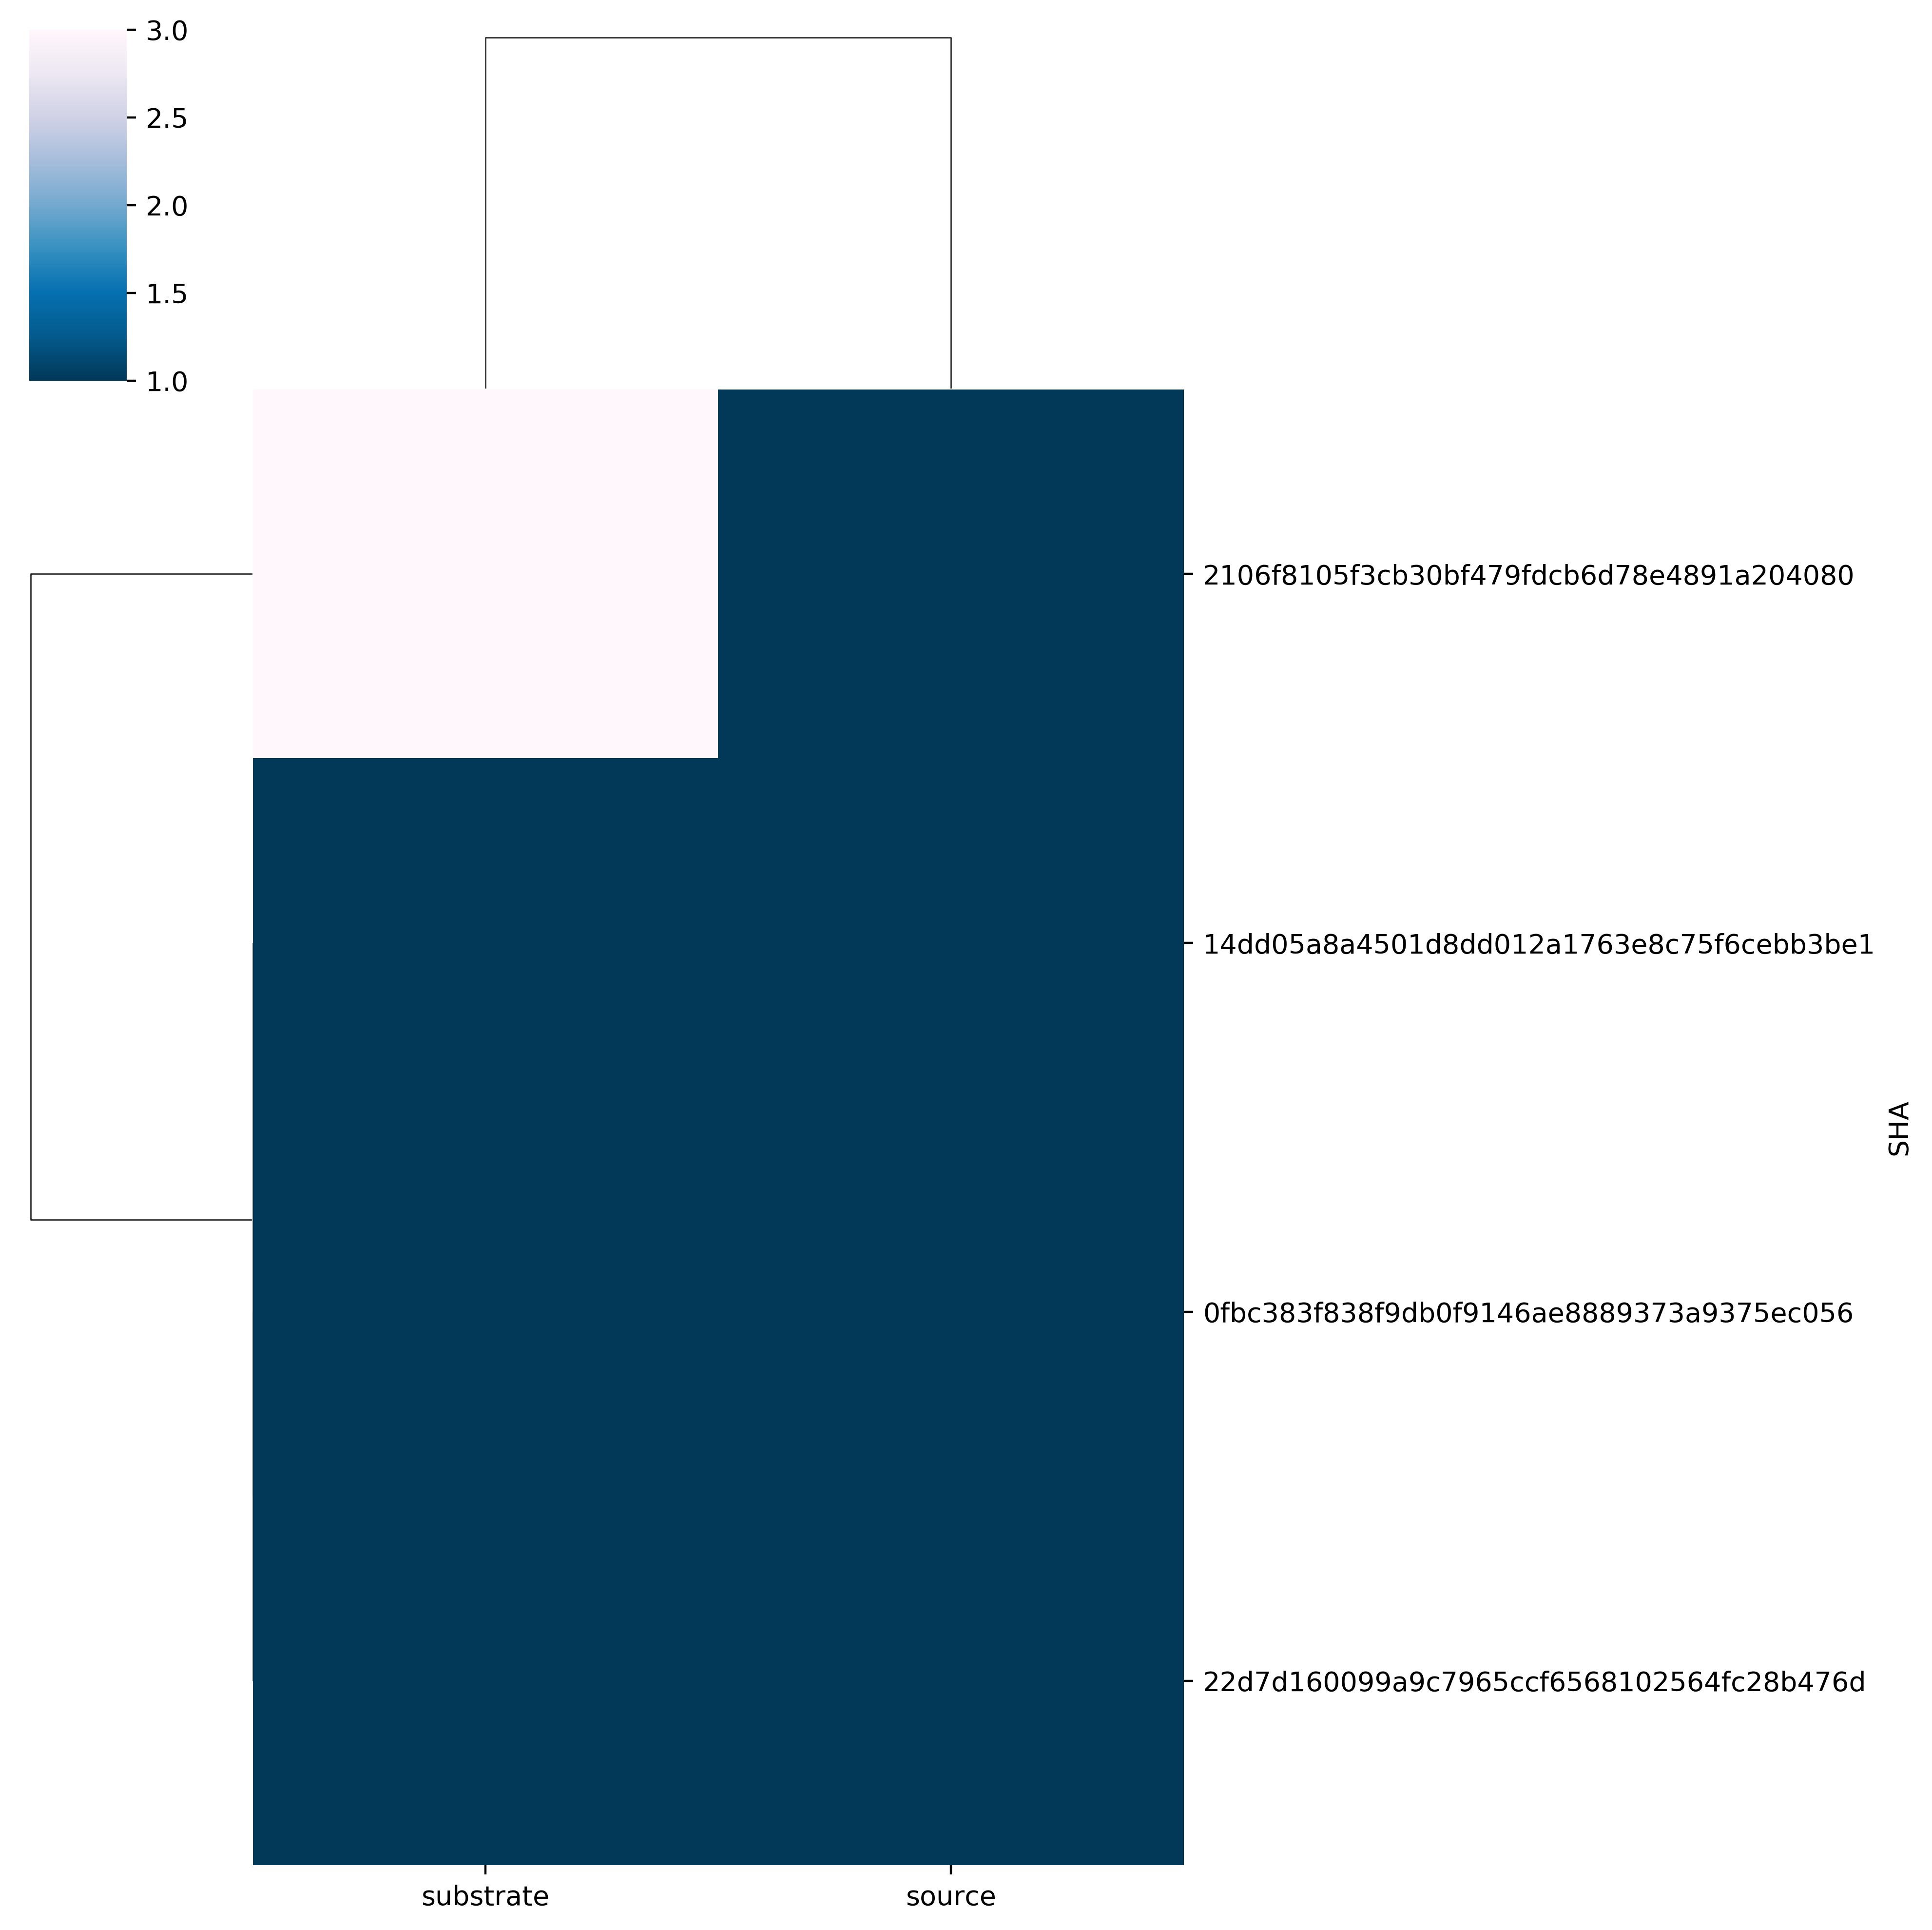 3.0
2.5
2.0
1.5
1.0
2106f8105f3cb30bf479fdcb6d78e4891a204080
14dd05a8a4501d8dd012a1763e8c75f6cebb3be1
SHA
0fbc383f838f9db0f9146ae8889373a9375ec056
22d7d160099a9c7965ccf6568102564fc28b476d
substrate
source